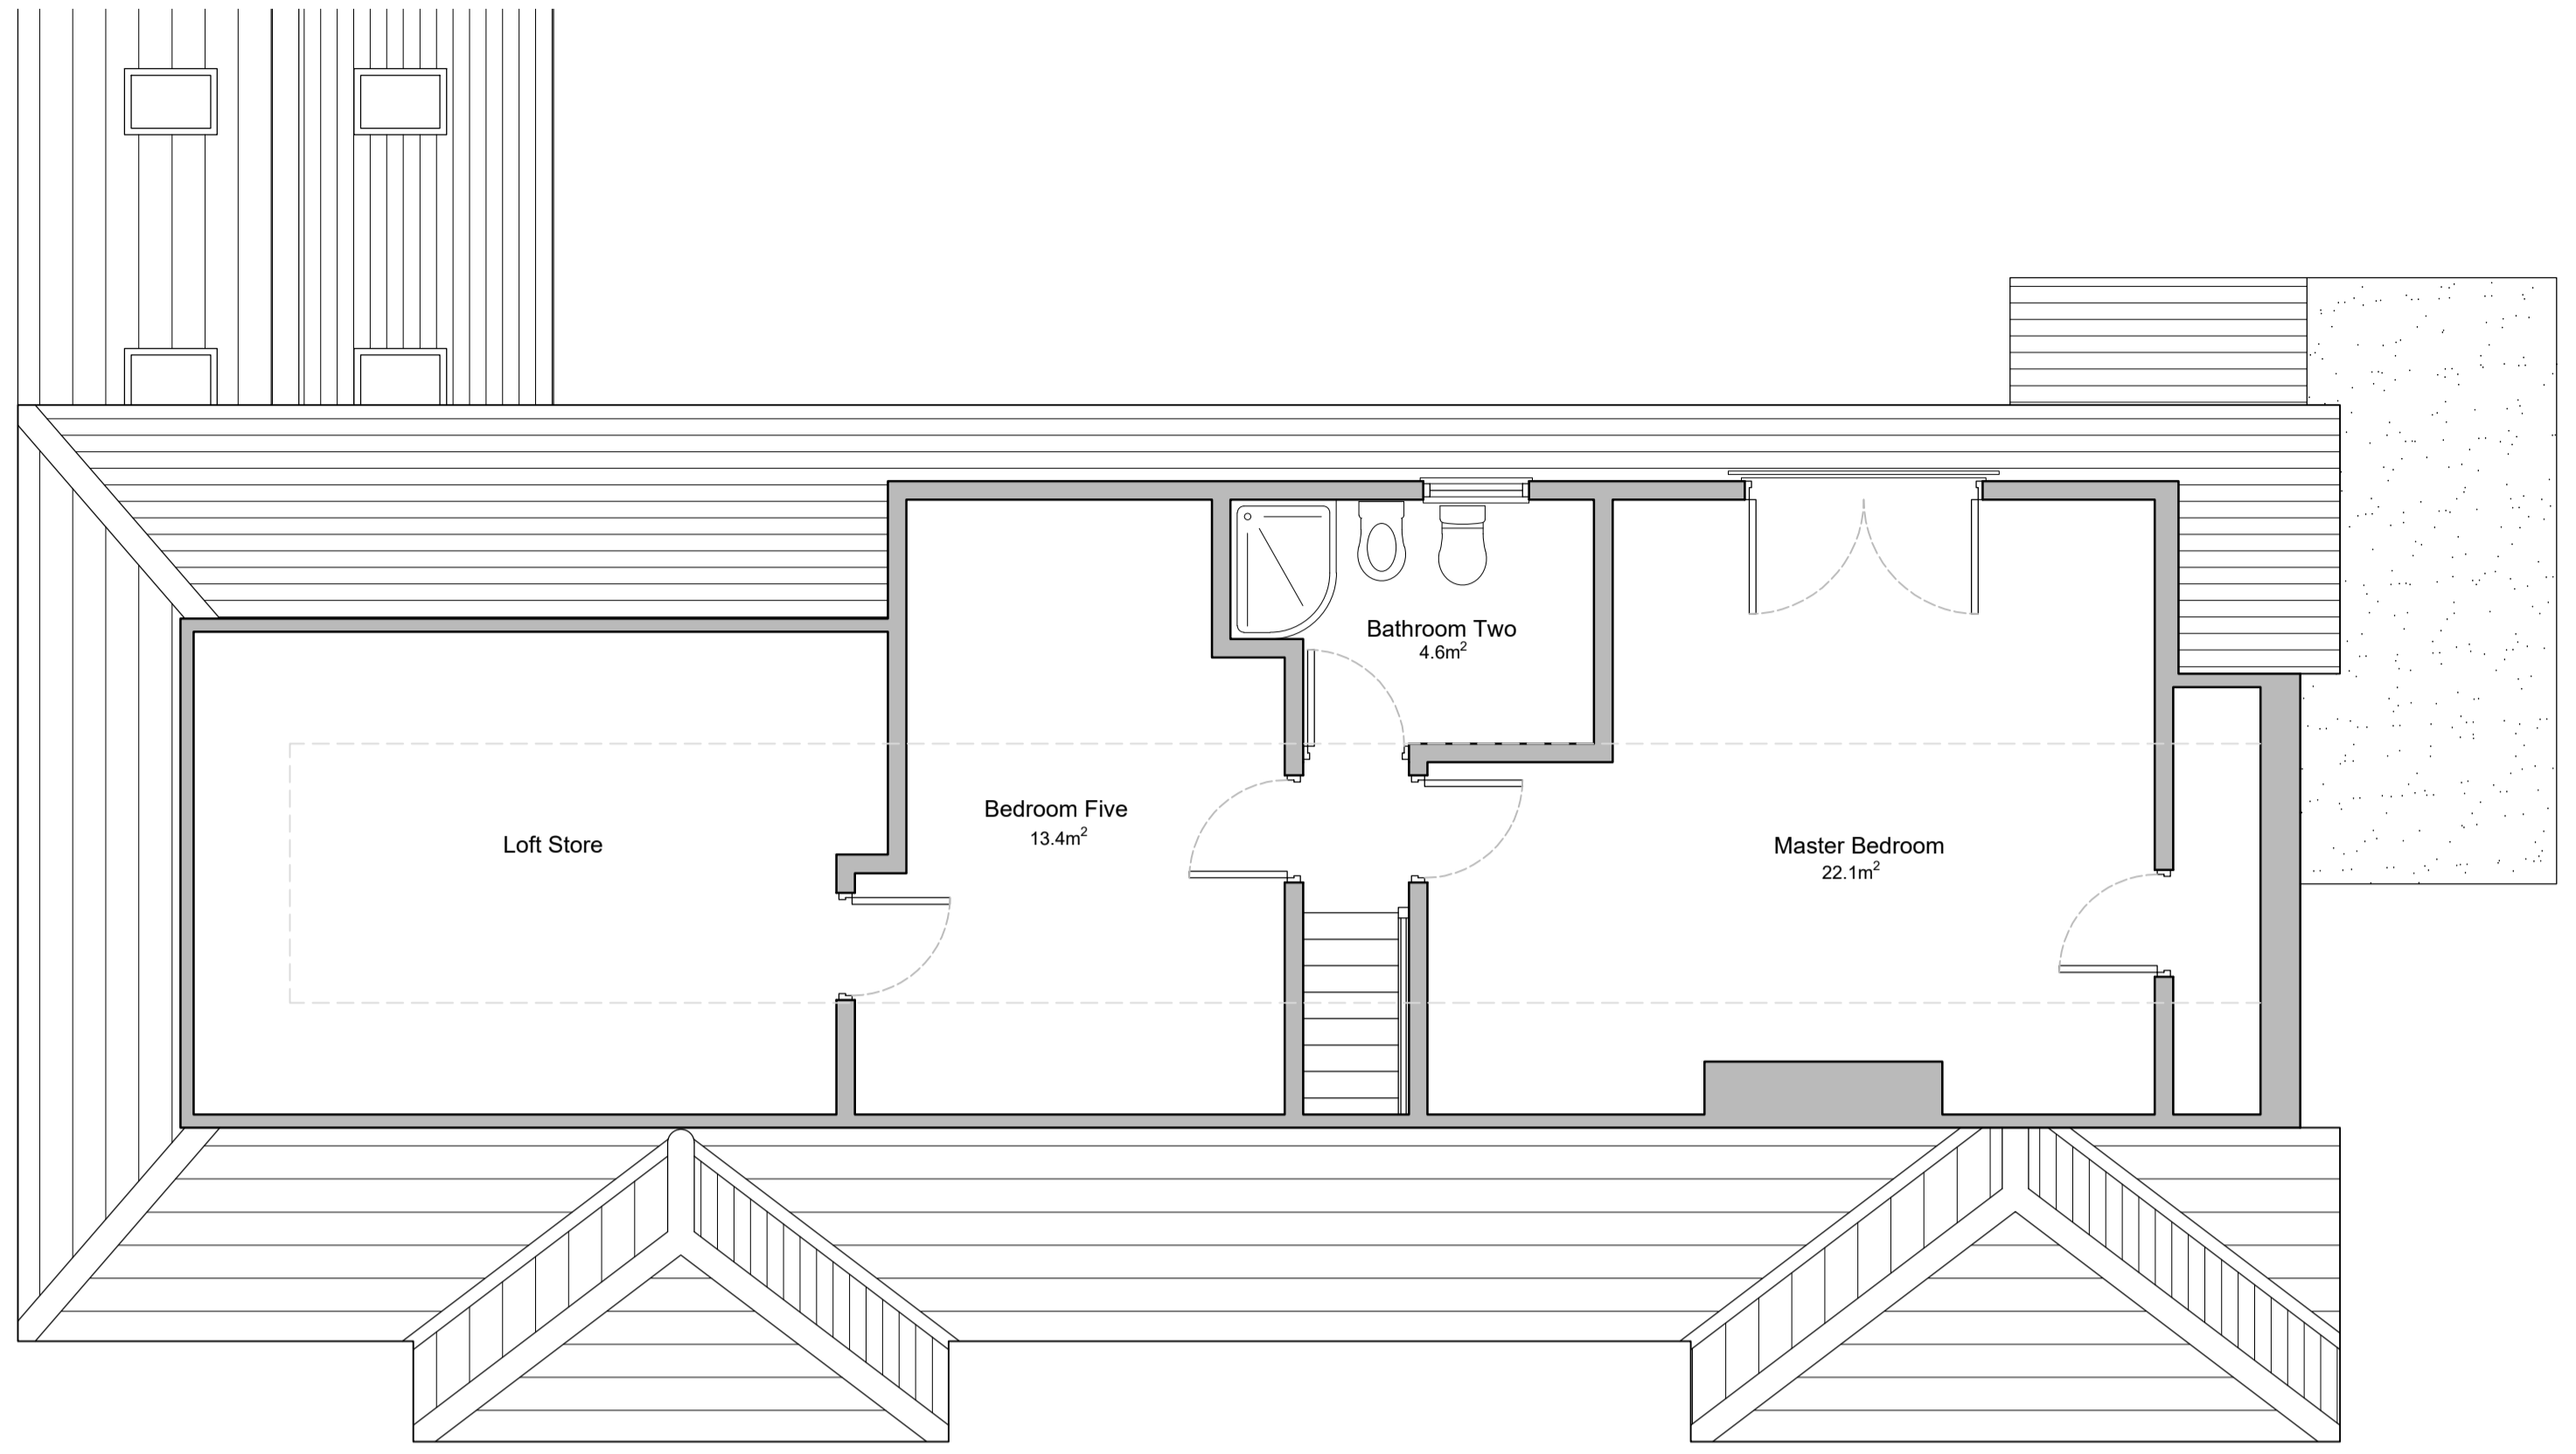 Bathroom Two
4.6m²
Bedroom Five
13.4m²
Loft Store
Master Bedroom
22.1m²